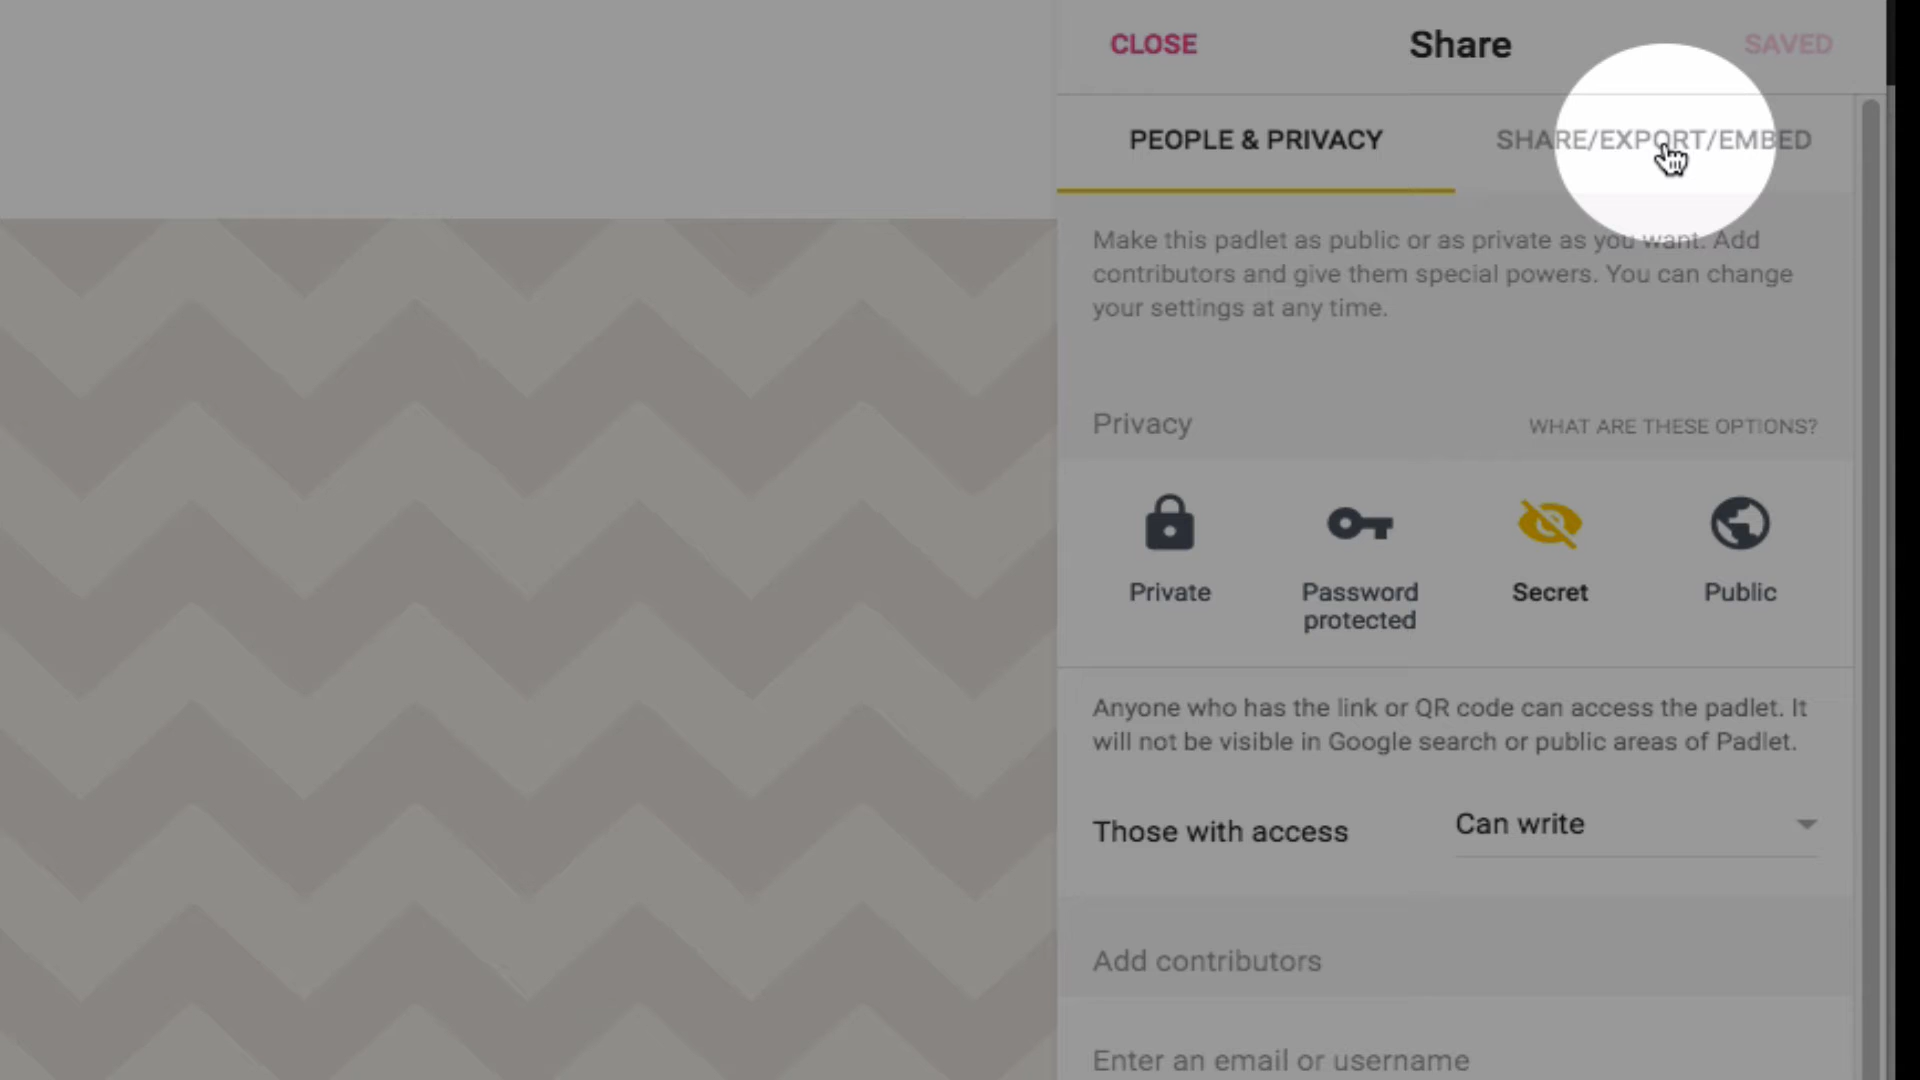 CLOSE Share SAVED
PEOPLE & PRIVACY SHARE/EXPORT/EMBED
Make this padlet as public or as private as you want. Add
contributors and give them special powers. You can change
your settings at any time.
Privacy WHAT ARE THESE OPTIONS?
Private Password Secret Public
protected
Anyone who has the link or QR code can access the padlet. It
will not be visible in Google search or public areas of Padlet.
Those with access Can write
Add contributors
Enter an email or username